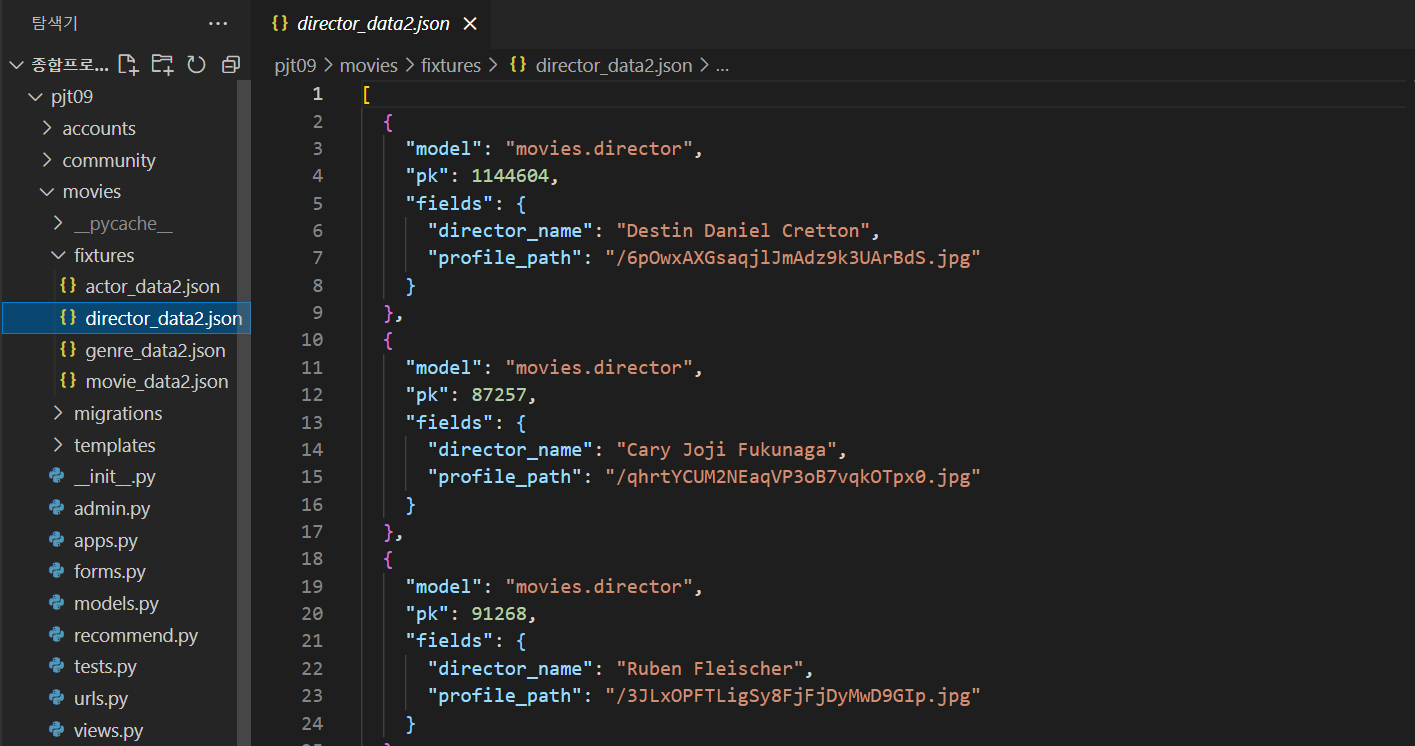 탐색기 ···
종합프로...
pjt09
accounts
community
movies
__pycache__
fixtures
{} actor_data2.json
{} director_data2.json
{} genre_data2.json
{} movie_data2.json
migrations
templates
__init__.py
admin.py
apps.py
forms.py
models.py
recommend.py
tests.py
urls.py
views.py
{} director_data2.json ×
pjt09 > movies > fixtures > {} director_data2.json > ...
1 [
2 {
3 "model": "movies.director",
4 "pk": 1144604,
5 "fields": {
6 "director_name": "Destin Daniel Cretton",
7 "profile_path": "/6pOwxAXGsaqjlJmAdz9k3UArBdS.jpg"
8 }
9 },
10 {
11 "model": "movies.director",
12 "pk": 87257,
13 "fields": {
14 "director_name": "Cary Joji Fukunaga",
15 "profile_path": "/qhrtYCUM2NEaqVP3oB7vqkOTpx0.jpg"
16 }
17 },
18 {
19 "model": "movies.director",
20 "pk": 91268,
21 "fields": {
22 "director_name": "Ruben Fleischer",
23 "profile_path": "/3JLxOPFTLigSy8FjFjDyMwD9GIp.jpg"
24 }